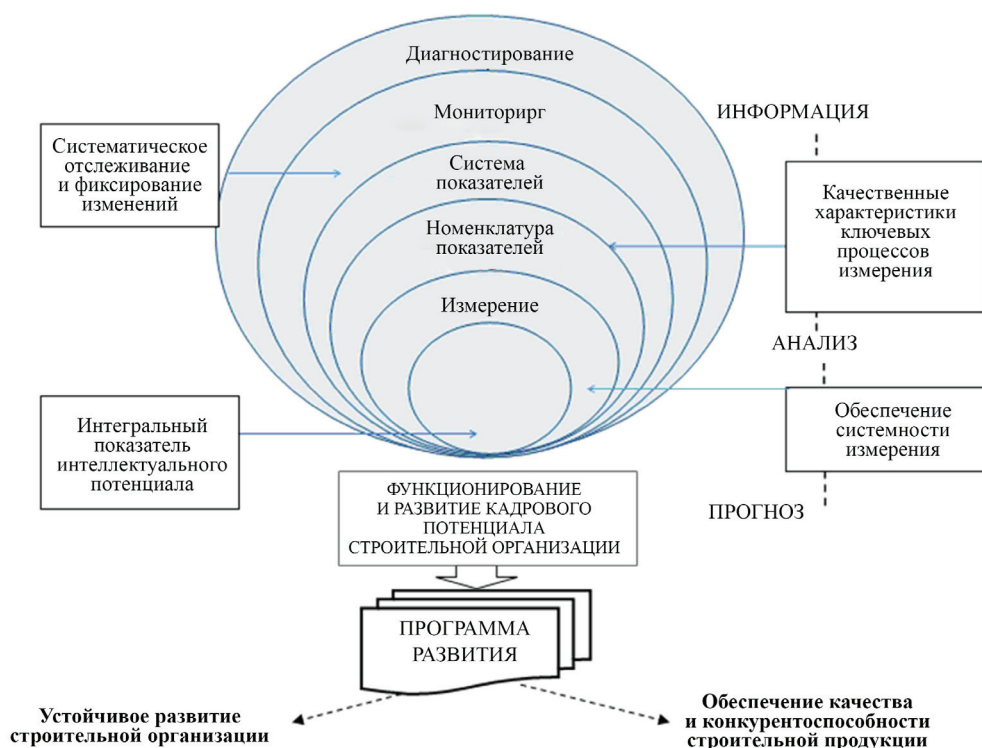 Диагностирование
Мониторирг
Система
показателей
Номенклатура
показателей
Измерение
Систематическое
отслеживание
и фиксирование
изменений
Интегральный
показатель
интеллектуального
потенциала
ИНФОРМАЦИЯ
Качественные
характеристики
ключевых
процессов
измерения
АНАЛИЗ
Обеспечение
системности
измерения
ПРОГНОЗ
ФУНКЦИОНИРОВАНИЕ
И РАЗВИТИЕ КАДРОВОГО
ПОТЕНЦИАЛА
СТРОИТЕЛЬНОЙ ОРГАНИЗАЦИИ
ПРОГРАММА
РАЗВИТИЯ
Устойчивое развитие
строительной организации
Обеспечение качества
и конкурентоспособности
строительной продукции